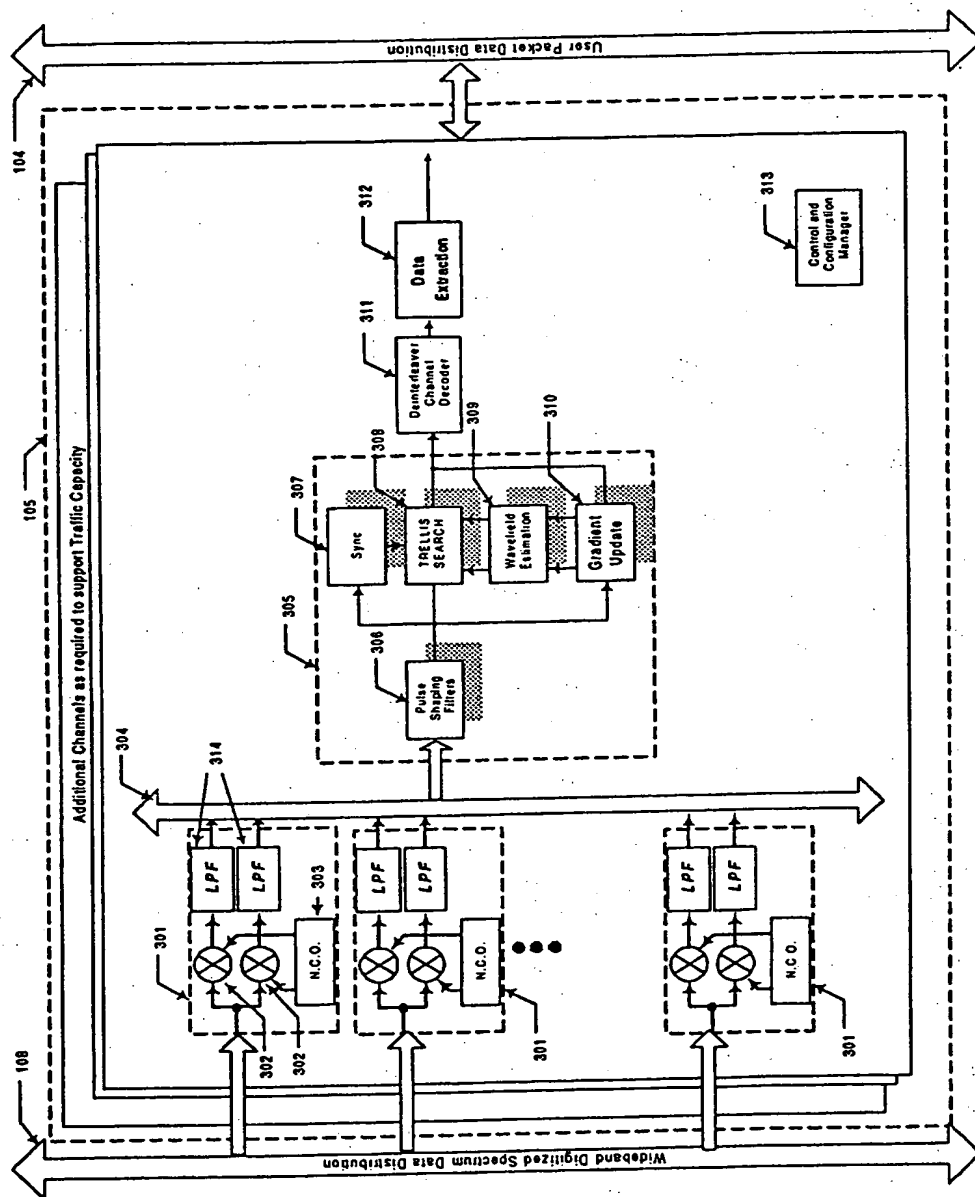 104
User Packet Data Distribution
105
Additional Channels as required to support Traffic Capacity
312
Data
Extraction
313
Control and
Configuration
Manager
311
Deinterleaver
Channel
Decoder
305
307
308
309
310
Sync
TRELLIS
SEARCH
Wavefield
Estimation
Gradient
Update
306
Pulse
Shaping
Filters
304
314
LPF
LPF
LPF
LPF
LPF
LPF
301
303
N.C.O.
N.C.O.
N.C.O.
302
302
301
301
108
Wideband Digitized Spectrum Data Distribution